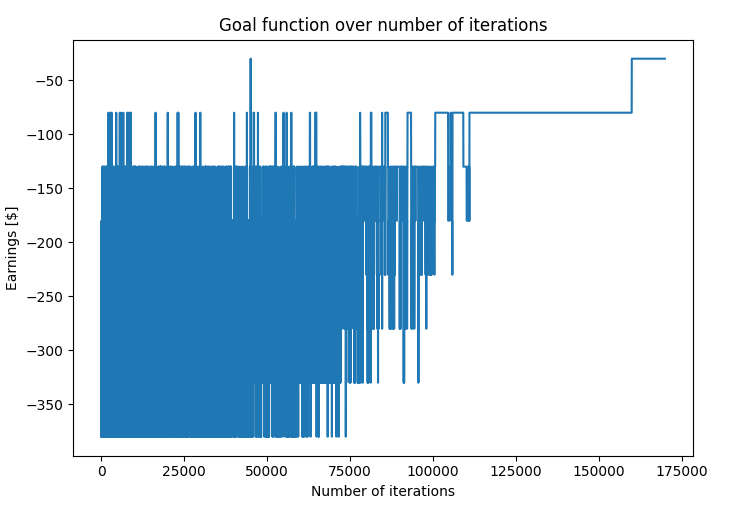 Goal function over number of iterations
Earnings [$]
−50
−100
−150
−200
−250
−300
−350
0 25000 50000 75000 100000 125000 150000 175000
Number of iterations